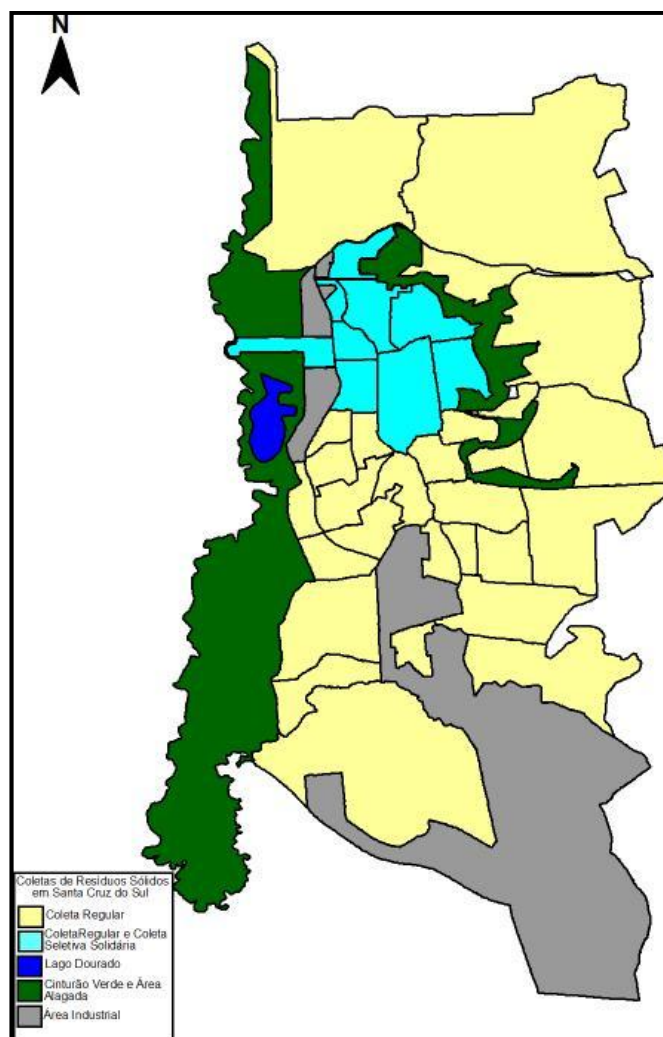 N
Coletas de Resíduos Sólidos
em Santa Cruz do Sul
Coleta Regular
ColetaRegular e Coleta
Seletiva Solidária
Lago Dourado
Cinturão Verde e Área
Alagada
Área Industrial